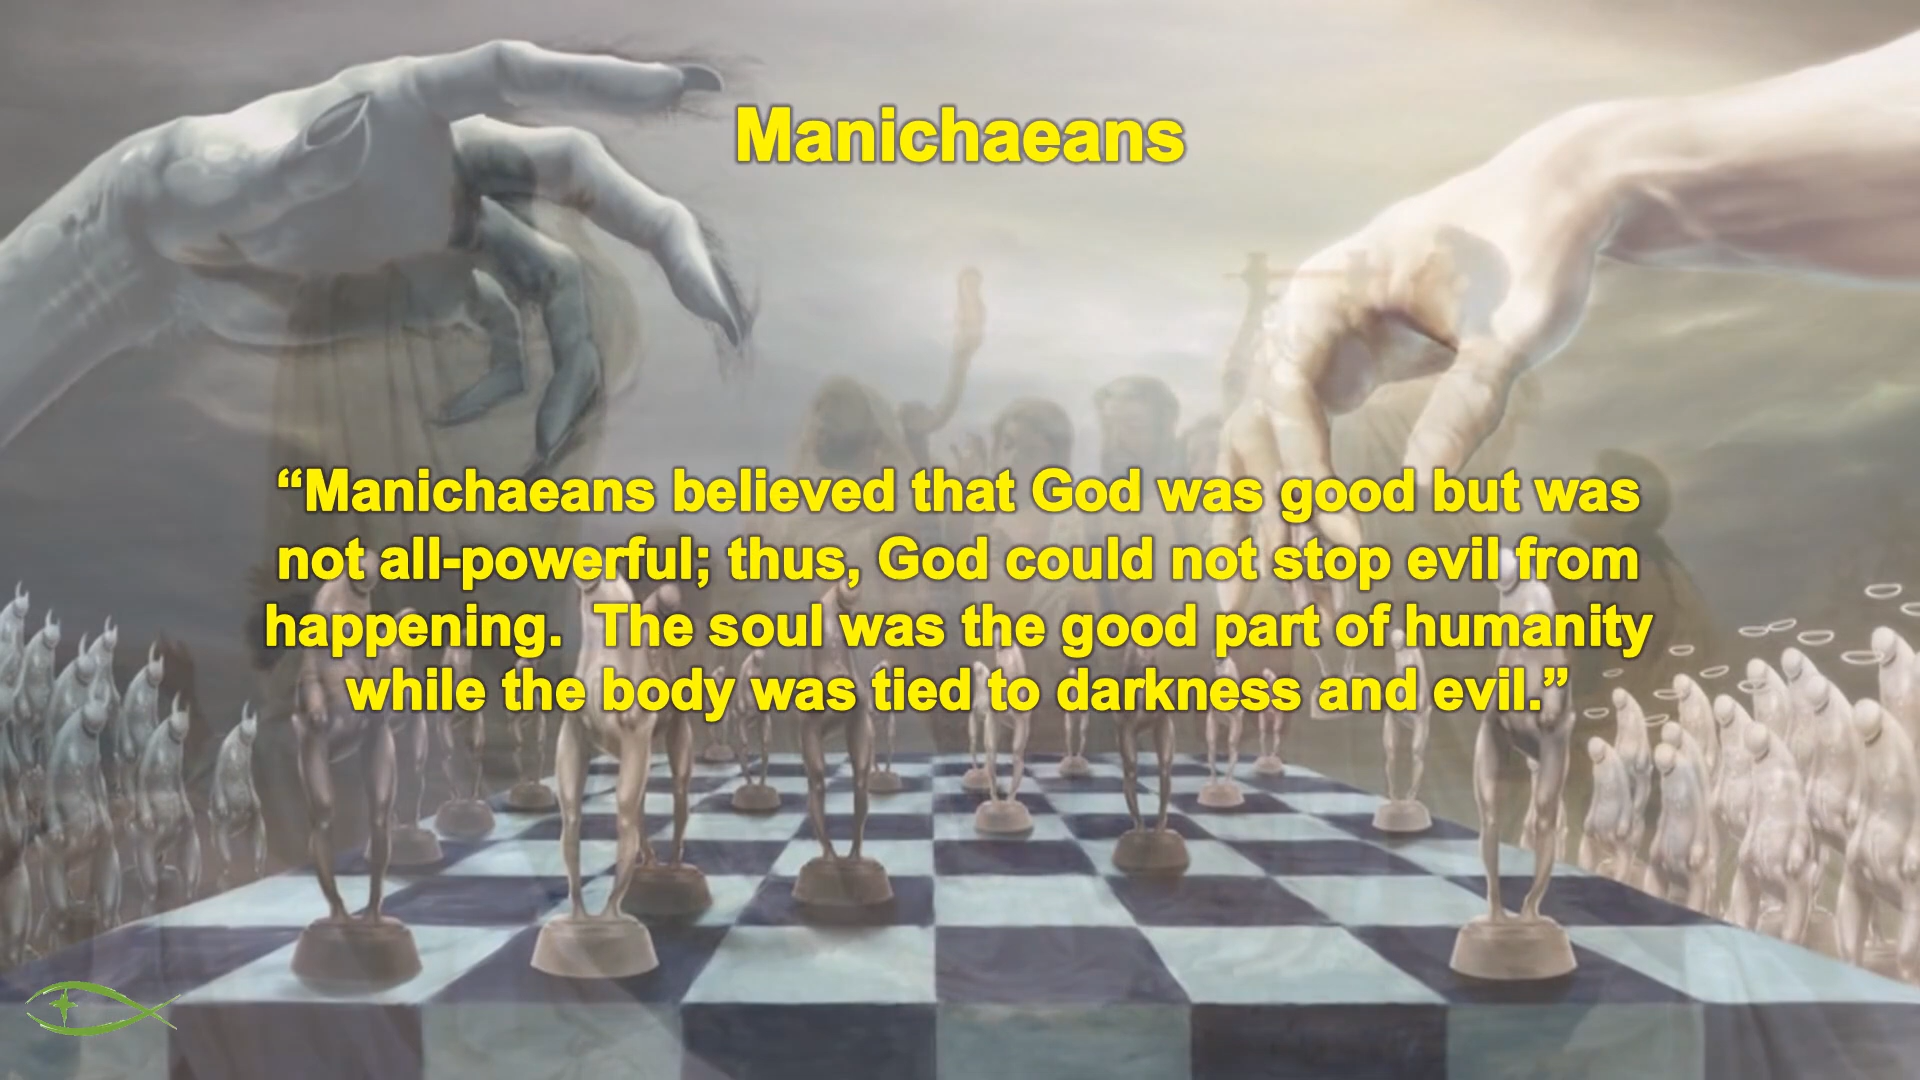 Manichaeans
“Manichaeans believed that God was good but was
not all-powerful; thus, God could not stop evil from
happening.  The soul was the good part of humanity
while the body was tied to darkness and evil.”